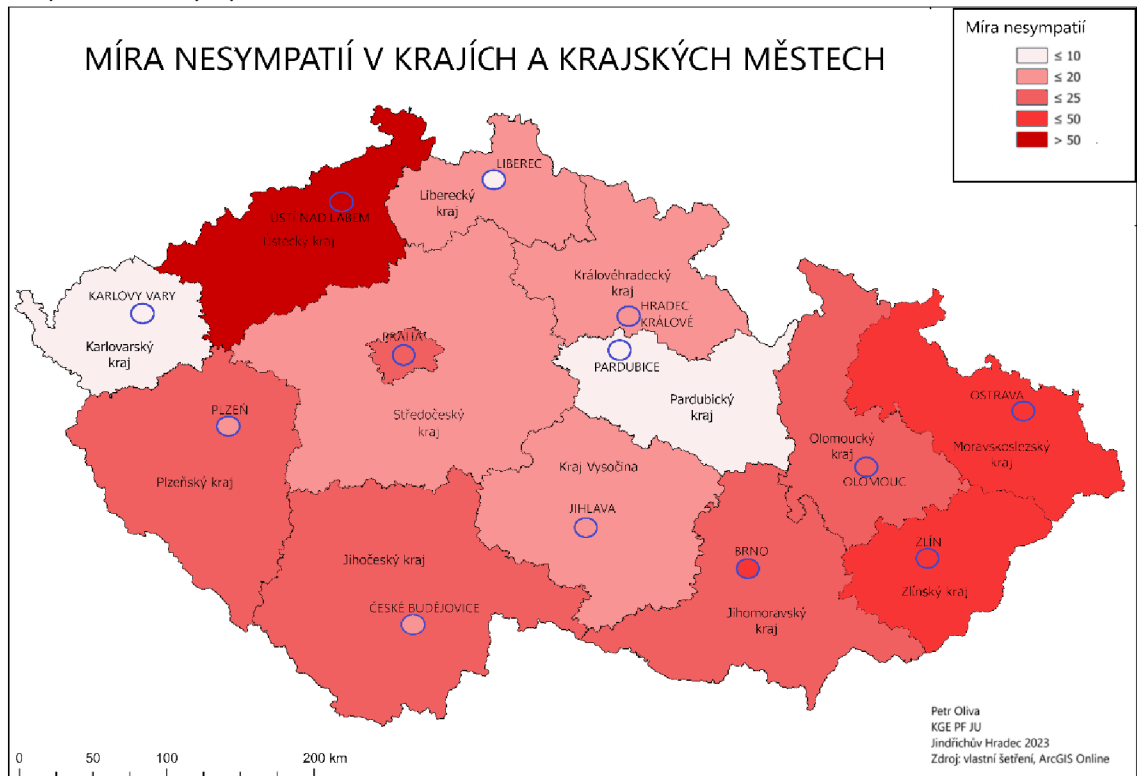 MÍRA NESYMPATIÍ V KRAJÍCH A KRAJSKÝCH MĚSTECH
Míra nesympatií
≤ 10
≤ 20
≤ 25
≤ 50
> 50
LIBEREC
Liberecký
kraj
ÚSTÍ NAD LABEM
Ústecký kraj
KARLOVY VARY
Karlovarský
kraj
Královéhradecký
kraj
HRADEC
KRÁLOVÉ
PRAHA
PARDUBICE
Pardubický
kraj
PLZEŇ
Plzeňský kraj
Středočeský
kraj
OSTRAVA
Moravskoslezský
kraj
Olomoucký
kraj
OLOMOUC
Kraj Vysočina
JIHLAVA
Jihočeský kraj
ČESKÉ BUDĚJOVICE
BRNO
Jihomoravský
kraj
ZLÍN
Zlínský kraj
Petr Oliva
KGE PF JU
Jindřichův Hradec 2023
Zdroj: vlastní šetření, ArcGIS Online
0 50 100 200 km